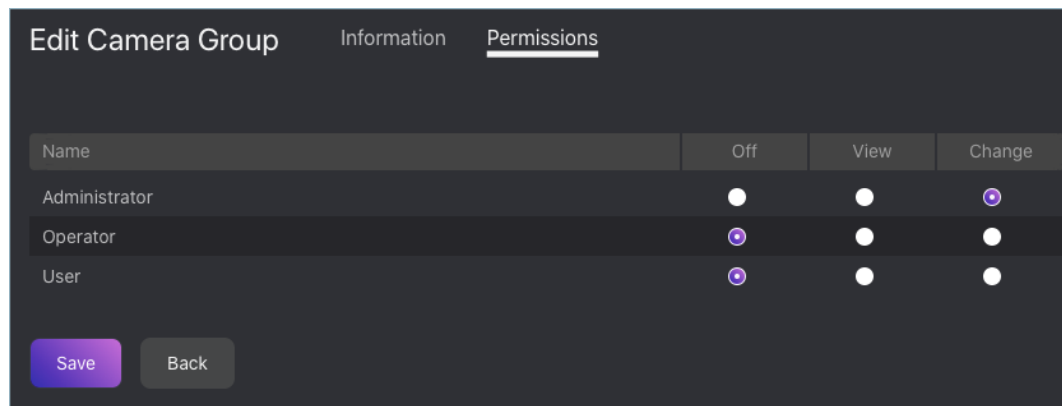 Edit Camera Group Information Permissions
Name Off View Change
Administrator
Operator
User
Save Back